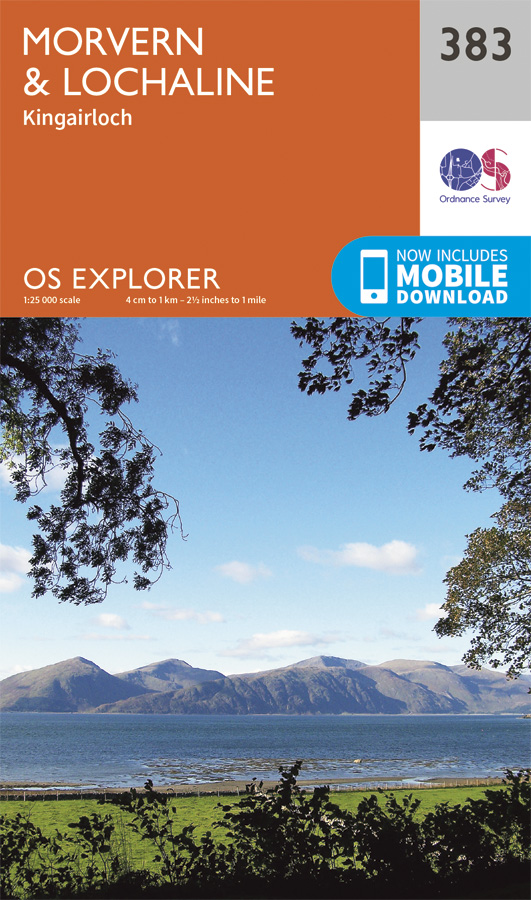 MORVERN
& LOCHALINE
Kingairloch
383
OS
Ordnance Survey
NOW INCLUDES
MOBILE
DOWNLOAD
OS EXPLORER
1:25 000 scale 4 cm to 1 km – 2½ inches to 1 mile